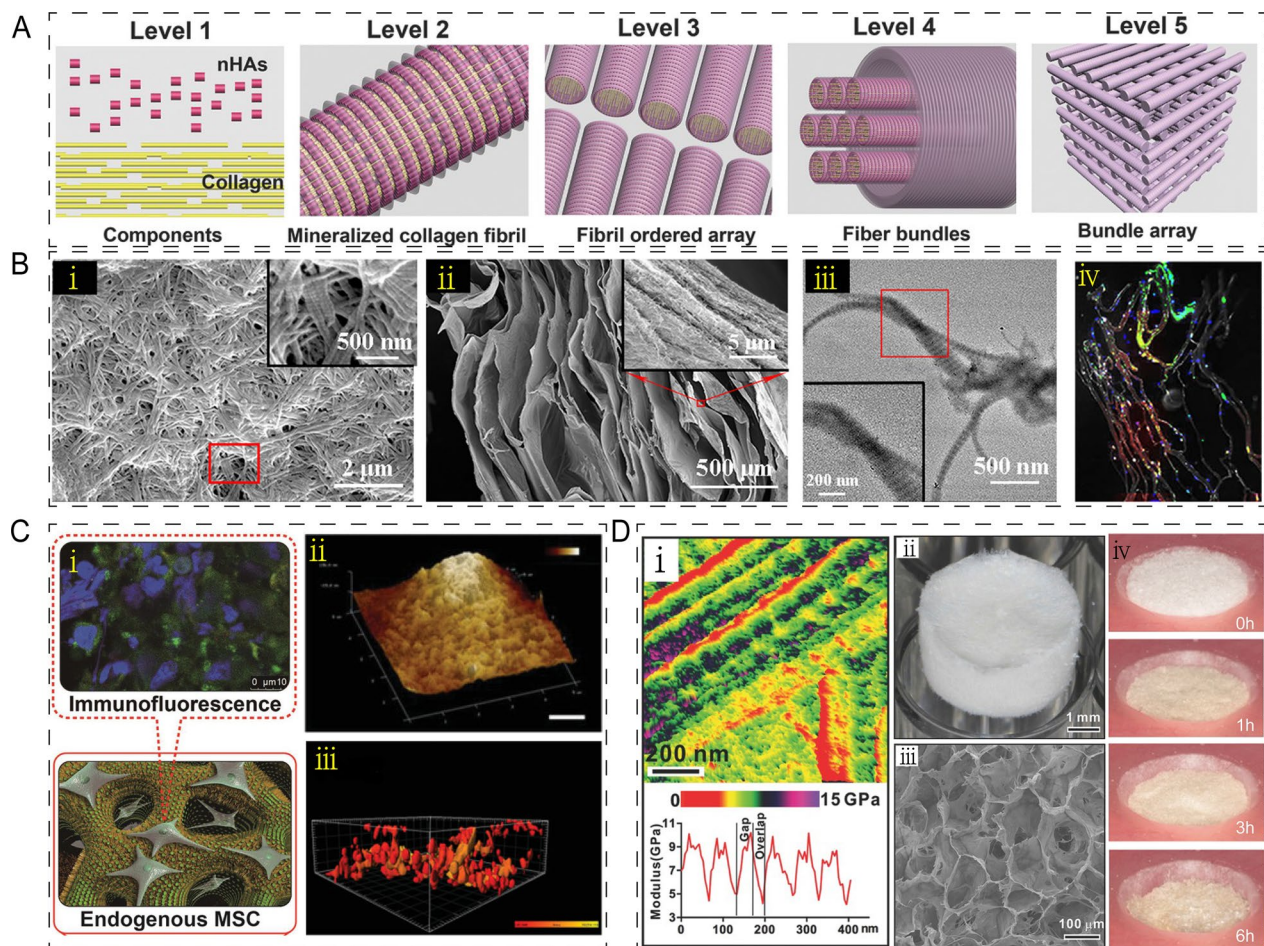 A
Level 1
Level 2
Level 3
Level 4
Level 5
nHAs
Collagen
Components
Mineralized collagen fibril
Fibril ordered array
Fiber bundles
Bundle array
B
i
500 nm
2 μm
ii
5 μm
500 μm
iii
200 nm
500 nm
iv
C
i
0 μm10
Immunofluorescence
Endogenous MSC
ii
iii
D
i
200 nm
0
15 GPa
Modulus(GPa)
11
9
7
5
3
Gap
Overlap
0
100
200
300
400 nm
ii
1 mm
iii
100 μm
iv
0h
1h
3h
6h